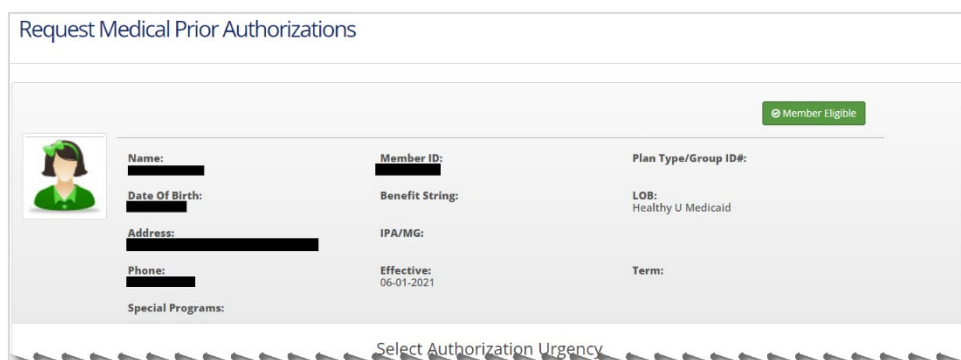 Request Medical Prior Authorizations
Member Eligible
Name: Member ID: Plan Type/Group ID#:
Date Of Birth: Benefit String: LOB:
Healthy U Medicaid
Address: IPA/MG:
Phone: Effective: Term:
06-01-2021
Special Programs:
Select Authorization Urgency